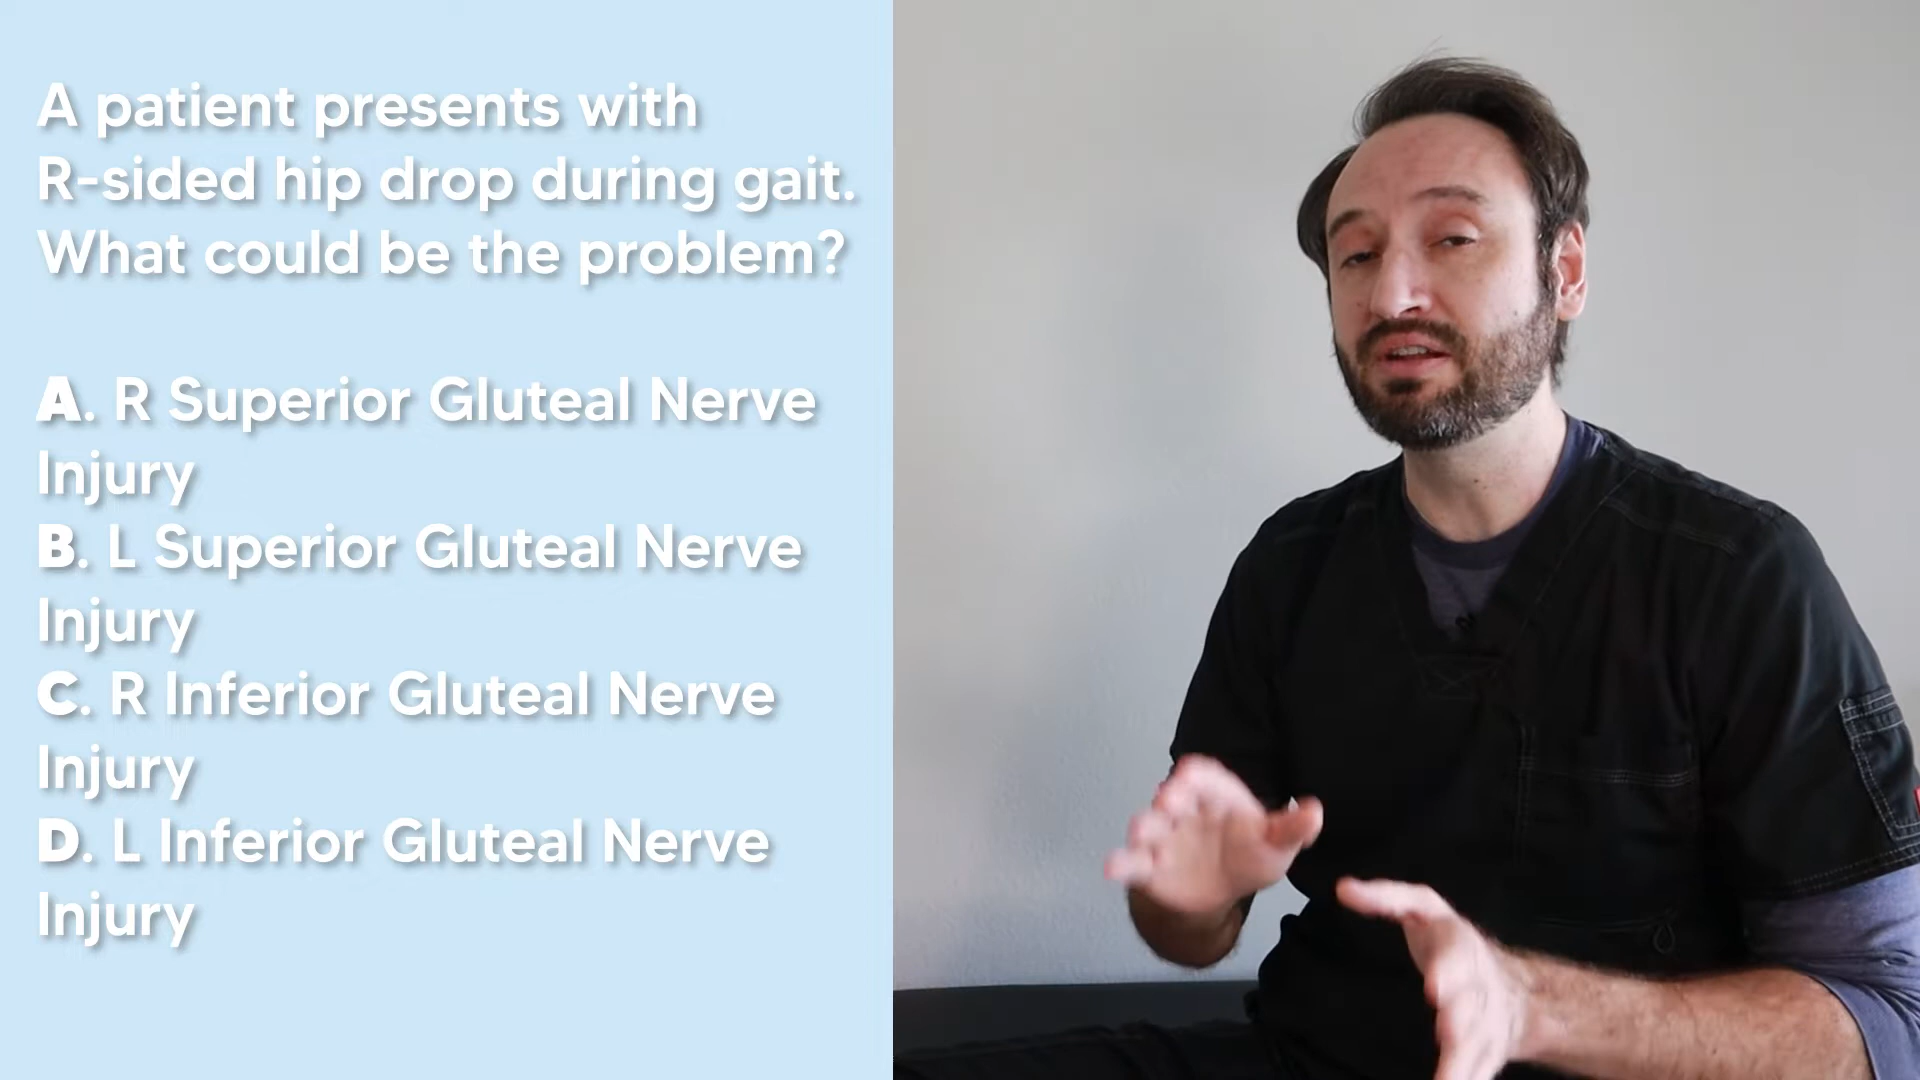 A patient presents with
R-sided hip drop during gait.
What could be the problem?
A. R Superior Gluteal Nerve
Injury
B. L Superior Gluteal Nerve
Injury
C. R Inferior Gluteal Nerve
Injury
D. L Inferior Gluteal Nerve
Injury